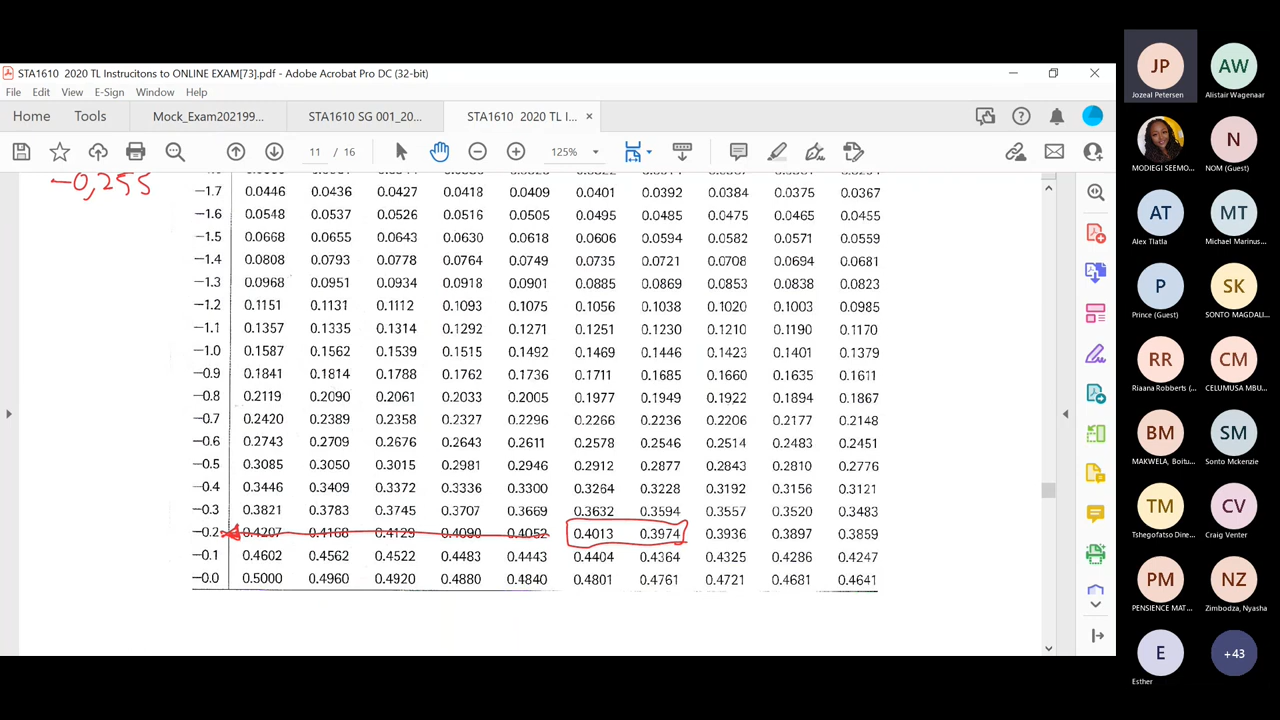 STA1610 2020 TL Instrucitons to ONLINE EXAM[73].pdf - Adobe Acrobat Pro DC (32-bit)
File Edit View E-Sign Window Help
Home Tools Mock_Exam202199... STA1610 SG 001_20... STA1610 2020 TL I... ×
11 / 16 125%
−0,255
−1.7 0.0446 0.0436 0.0427 0.0418 0.0409 0.0401 0.0392 0.0384 0.0375 0.0367
−1.6 0.0548 0.0537 0.0526 0.0516 0.0505 0.0495 0.0485 0.0475 0.0465 0.0455
−1.5 0.0668 0.0655 0.0643 0.0630 0.0618 0.0606 0.0594 0.0582 0.0571 0.0559
−1.4 0.0808 0.0793 0.0778 0.0764 0.0749 0.0735 0.0721 0.0708 0.0694 0.0681
−1.3 0.0968 0.0951 0.0934 0.0918 0.0901 0.0885 0.0869 0.0853 0.0838 0.0823
−1.2 0.1151 0.1131 0.1112 0.1093 0.1075 0.1056 0.1038 0.1020 0.1003 0.0985
−1.1 0.1357 0.1335 0.1314 0.1292 0.1271 0.1251 0.1230 0.1210 0.1190 0.1170
−1.0 0.1587 0.1562 0.1539 0.1515 0.1492 0.1469 0.1446 0.1423 0.1401 0.1379
−0.9 0.1841 0.1814 0.1788 0.1762 0.1736 0.1711 0.1685 0.1660 0.1635 0.1611
−0.8 0.2119 0.2090 0.2061 0.2033 0.2005 0.1977 0.1949 0.1922 0.1894 0.1867
−0.7 0.2420 0.2389 0.2358 0.2327 0.2296 0.2266 0.2236 0.2206 0.2177 0.2148
−0.6 0.2743 0.2709 0.2676 0.2643 0.2611 0.2578 0.2546 0.2514 0.2483 0.2451
−0.5 0.3085 0.3050 0.3015 0.2981 0.2946 0.2912 0.2877 0.2843 0.2810 0.2776
−0.4 0.3446 0.3409 0.3372 0.3336 0.3300 0.3264 0.3228 0.3192 0.3156 0.3121
−0.3 0.3821 0.3783 0.3745 0.3707 0.3669 0.3632 0.3594 0.3557 0.3520 0.3483
−0.2 0.4207 0.4168 0.4129 0.4090 0.4052 0.4013 0.3974 0.3936 0.3897 0.3859
−0.1 0.4602 0.4562 0.4522 0.4483 0.4443 0.4404 0.4364 0.4325 0.4286 0.4247
−0.0 0.5000 0.4960 0.4920 0.4880 0.4840 0.4801 0.4761 0.4721 0.4681 0.4641
JP AW
Jozeal Petersen Alistair Wagenaar
N
MODIEGI SEEMO... NOM (Guest)
AT MT
Alex Tlatla Michael Marinus...
P SK
Prince (Guest) SONTO MAGDALI...
RR CM
Riaana Robberts (... CELUMUSA MBU...
BM SM
MAKWELA, Boitu... Sonto Mckenzie
TM CV
Tshegofatso Dire... Craig Venter
PM NZ
PENSIENCE MAT... Zimbodza, Nyasha
E +43
Esther